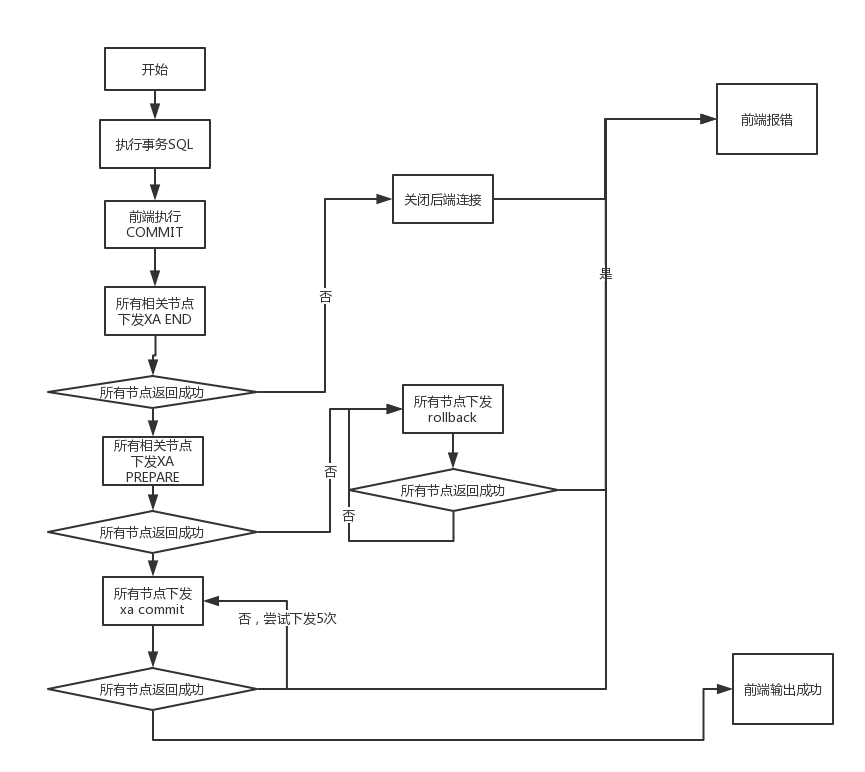 开始
执行事务SQL
前端执行
COMMIT
所有相关节点
下发XA END
所有节点返回成功
所有相关节点
下发XA
PREPARE
所有节点返回成功
所有节点下发
xa commit
所有节点返回成功
否
关闭后端连接
否
所有节点下发
rollback
所有节点返回成功
否
否，尝试下发5次
是
前端报错
前端输出成功